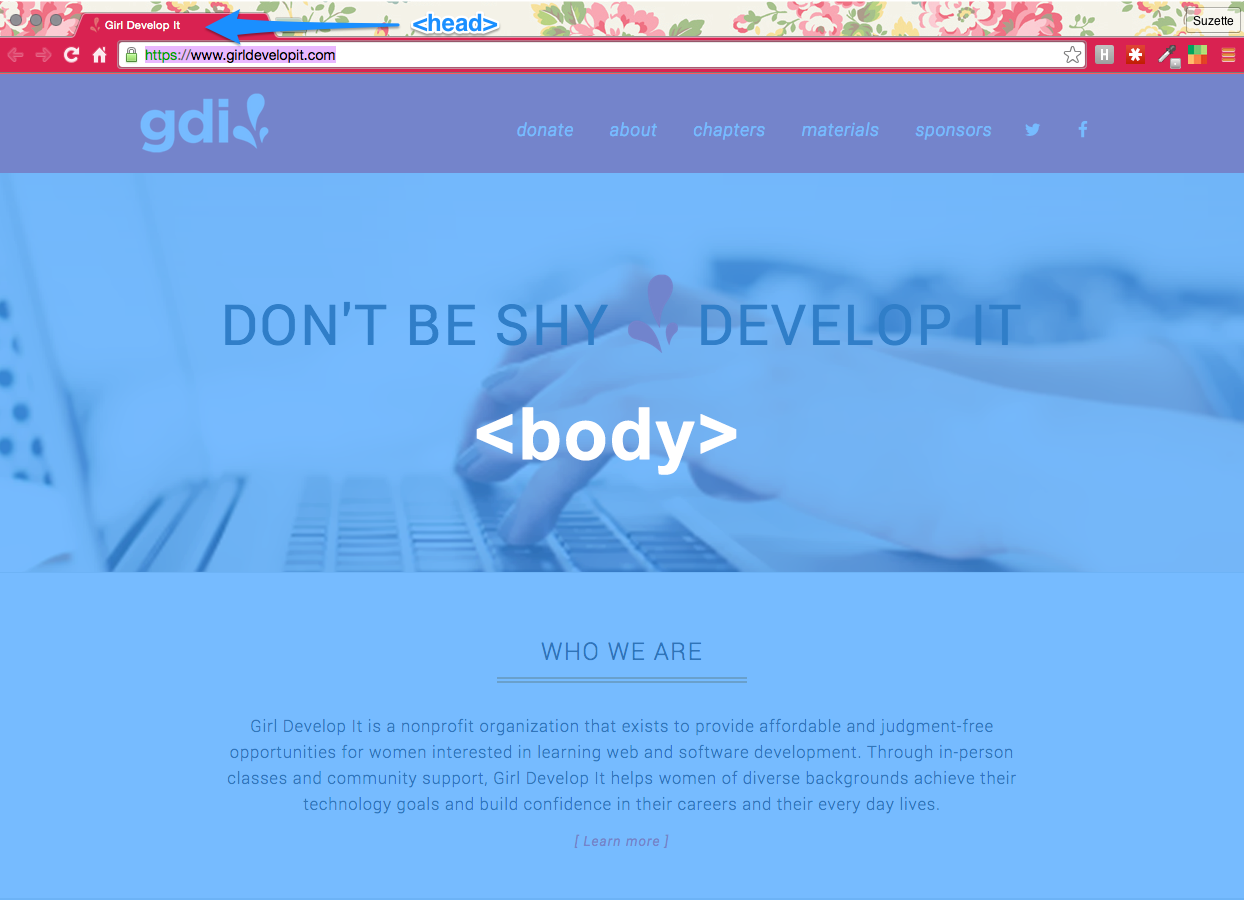 Girl Develop It
<head>
Suzette
https://www.girldevelopit.com
H
gdi
donate about chapters materials sponsors
DON'T BE SHY DEVELOP IT
<body>
WHO WE ARE
Girl Develop It is a nonprofit organization that exists to provide affordable and judgment-free
opportunities for women interested in learning web and software development. Through in-person
classes and community support, Girl Develop It helps women of diverse backgrounds achieve their
technology goals and build confidence in their careers and their every day lives.
[ Learn more ]